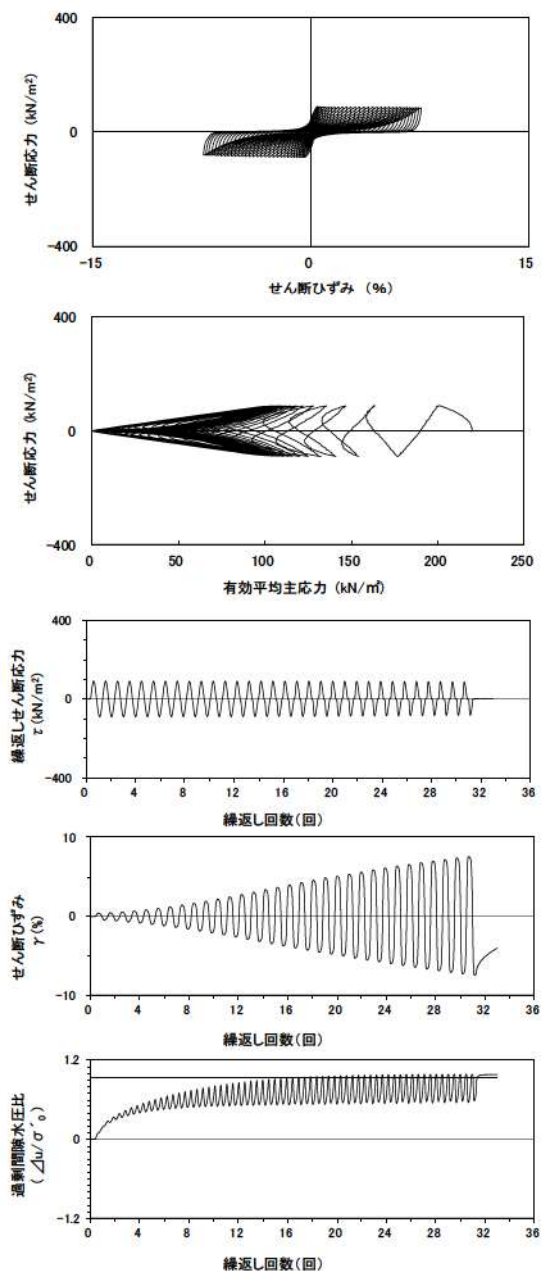 400
0
-400
せん断応力 (kN/m²)
-15
0
15
せん断ひずみ (%)
400
0
-400
せん断応力 (kN/m²)
0
50
100
150
200
250
有効平均主応力 (kN/㎡)
400
0
-400
繰返しせん断応力
τ(kN/m²)
0 4 8 12 16 20 24 28 32 36
繰返し回数(回)
10
0
-10
せん断ひずみ
γ(%)
0 4 8 12 16 20 24 28 32 36
繰返し回数(回)
1.2
0
-1.2
過剰間隙水圧比
(⊿u/σ´₀)
0 4 8 12 16 20 24 28 32 36
繰返し回数(回)